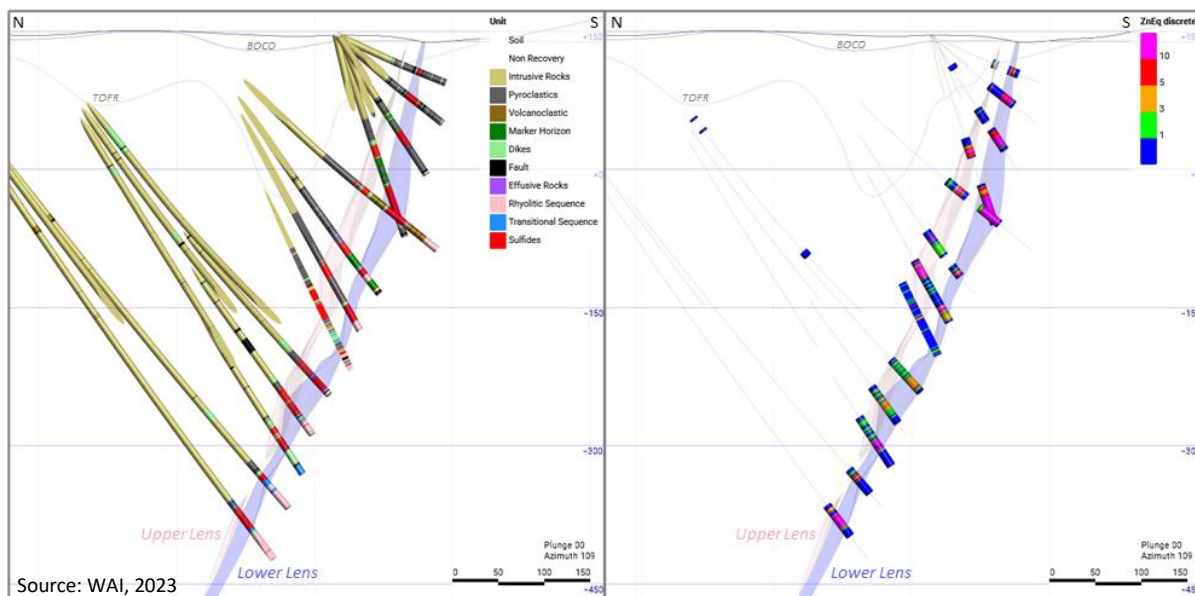 N
S
Unit
Soil
Non Recovery
Intrusive Rocks
Pyroclastics
Volcanoclastic
Marker Horizon
Dikes
Fault
Effusive Rocks
Rhyolitic Sequence
Transitional Sequence
Sulfides
BOCO
TOFR
+150
+0
-150
-300
-450
Upper Lens
Lower Lens
Plunge 00
Azimuth 109
0 50 100 150
Source: WAI, 2023
N
S
ZnEq discrete
10
5
3
1
BOCO
TOFR
-150
-300
Upper Lens
Lower Lens
Plunge 00
Azimuth 109
0 50 100 150